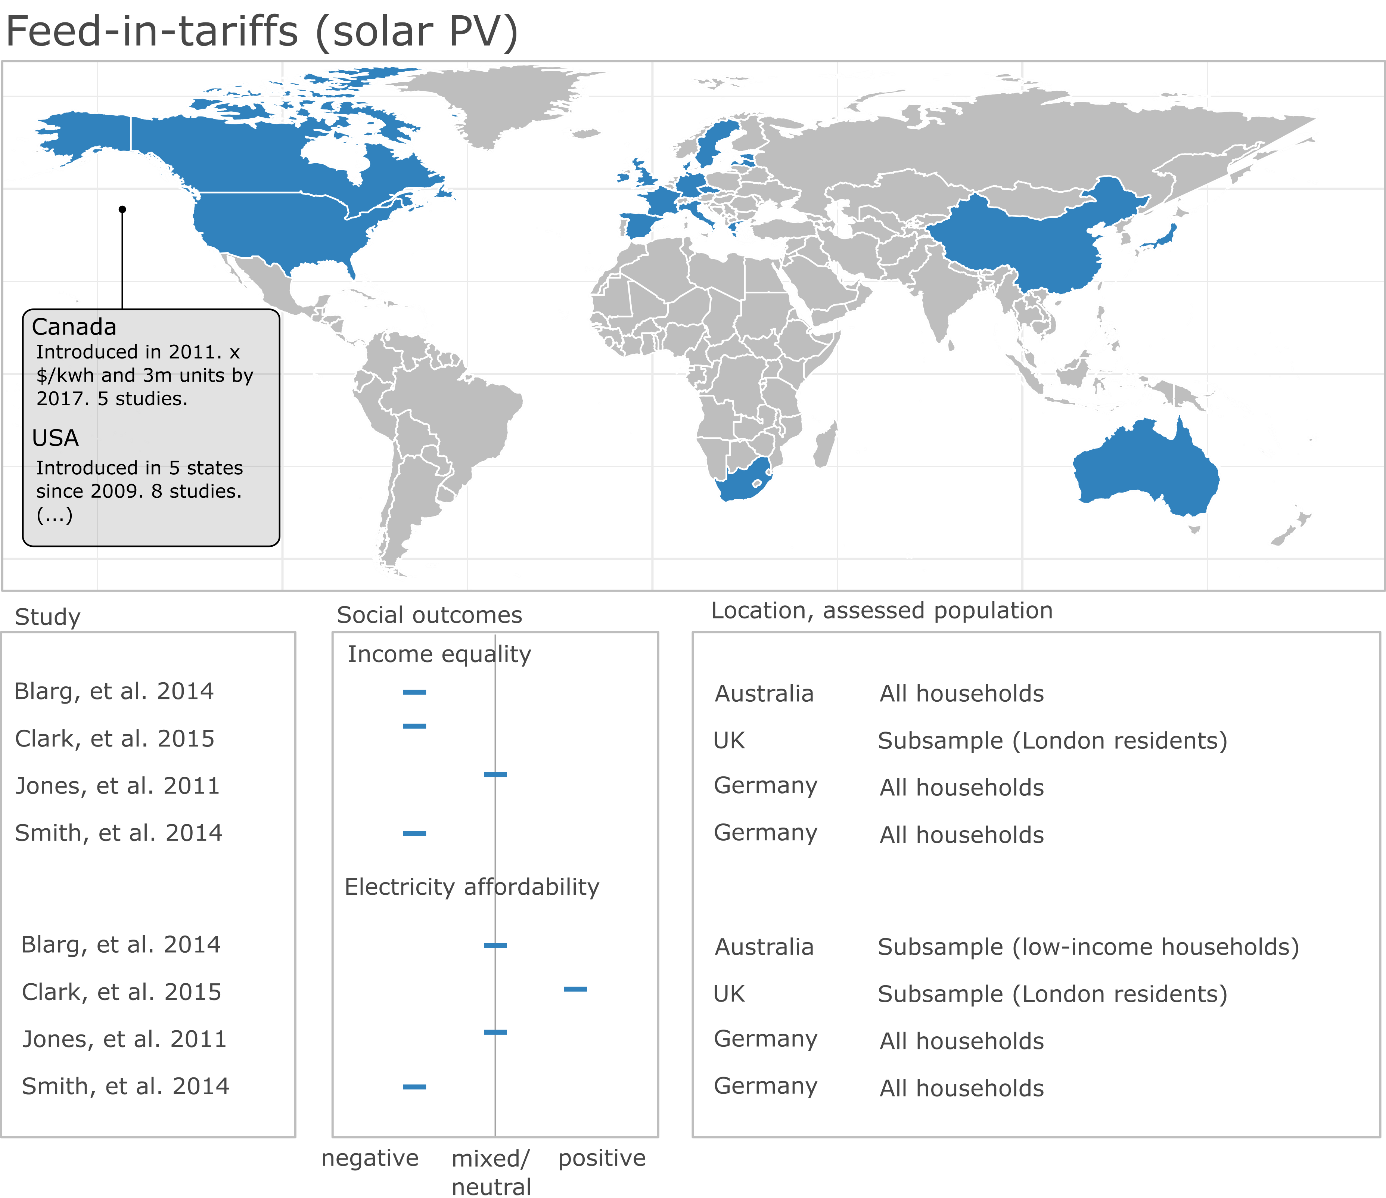 Feed-in-tariffs (solar PV)
Canada
Introduced in 2011. x
$/kwh and 3m units by
2017. 5 studies.
USA
Introduced in 5 states
since 2009. 8 studies.
(...)
Study Social outcomes Location, assessed population
Income equality
Blarg, et al. 2014 Australia All households
Clark, et al. 2015 UK Subsample (London residents)
Jones, et al. 2011 Germany All households
Smith, et al. 2014 Germany All households
Electricity affordability
Blarg, et al. 2014 Australia Subsample (low-income households)
Clark, et al. 2015 UK Subsample (London residents)
Jones, et al. 2011 Germany All households
Smith, et al. 2014 Germany All households
negative mixed/ positive
neutral